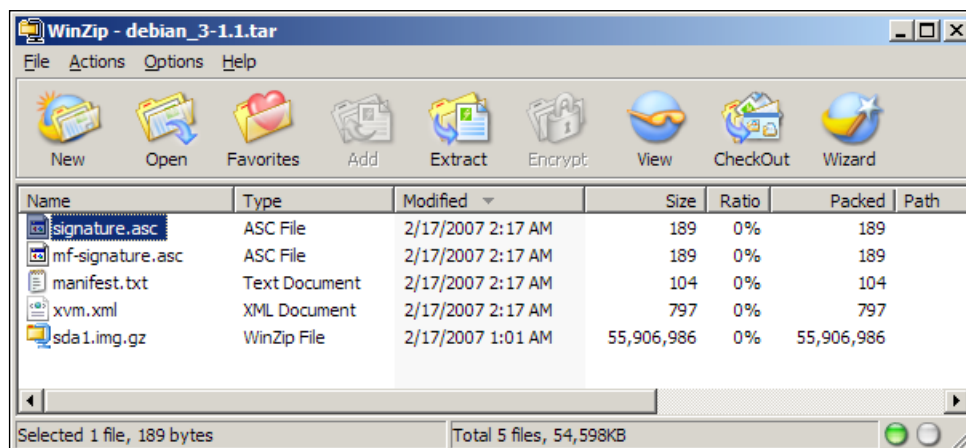 WinZip - debian_3-1.1.tar
File Actions Options Help
New Open Favorites Add Extract Encrypt View CheckOut Wizard
Name Type Modified Size Ratio Packed Path
signature.asc ASC File 2/17/2007 2:17 AM 189 0% 189
mf-signature.asc ASC File 2/17/2007 2:17 AM 189 0% 189
manifest.txt Text Document 2/17/2007 2:17 AM 104 0% 104
xvm.xml XML Document 2/17/2007 2:17 AM 797 0% 797
sda1.img.gz WinZip File 2/17/2007 1:01 AM 55,906,986 0% 55,906,986
Selected 1 file, 189 bytes Total 5 files, 54,598KB